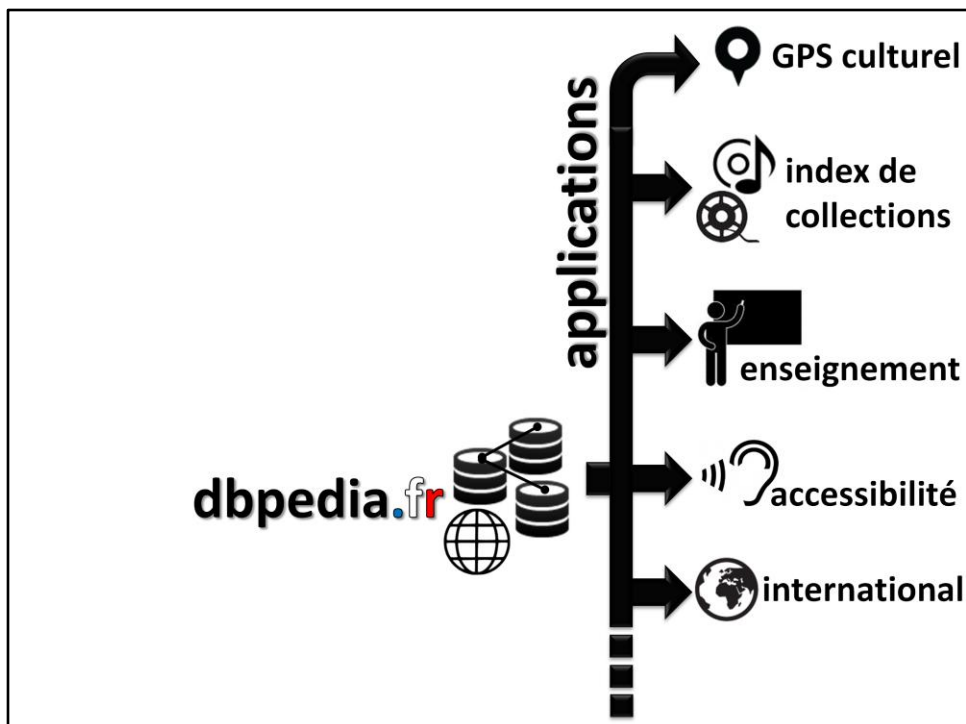 applications
GPS culturel
index de
collections
enseignement
accessibilité
dbpedia.fr
international